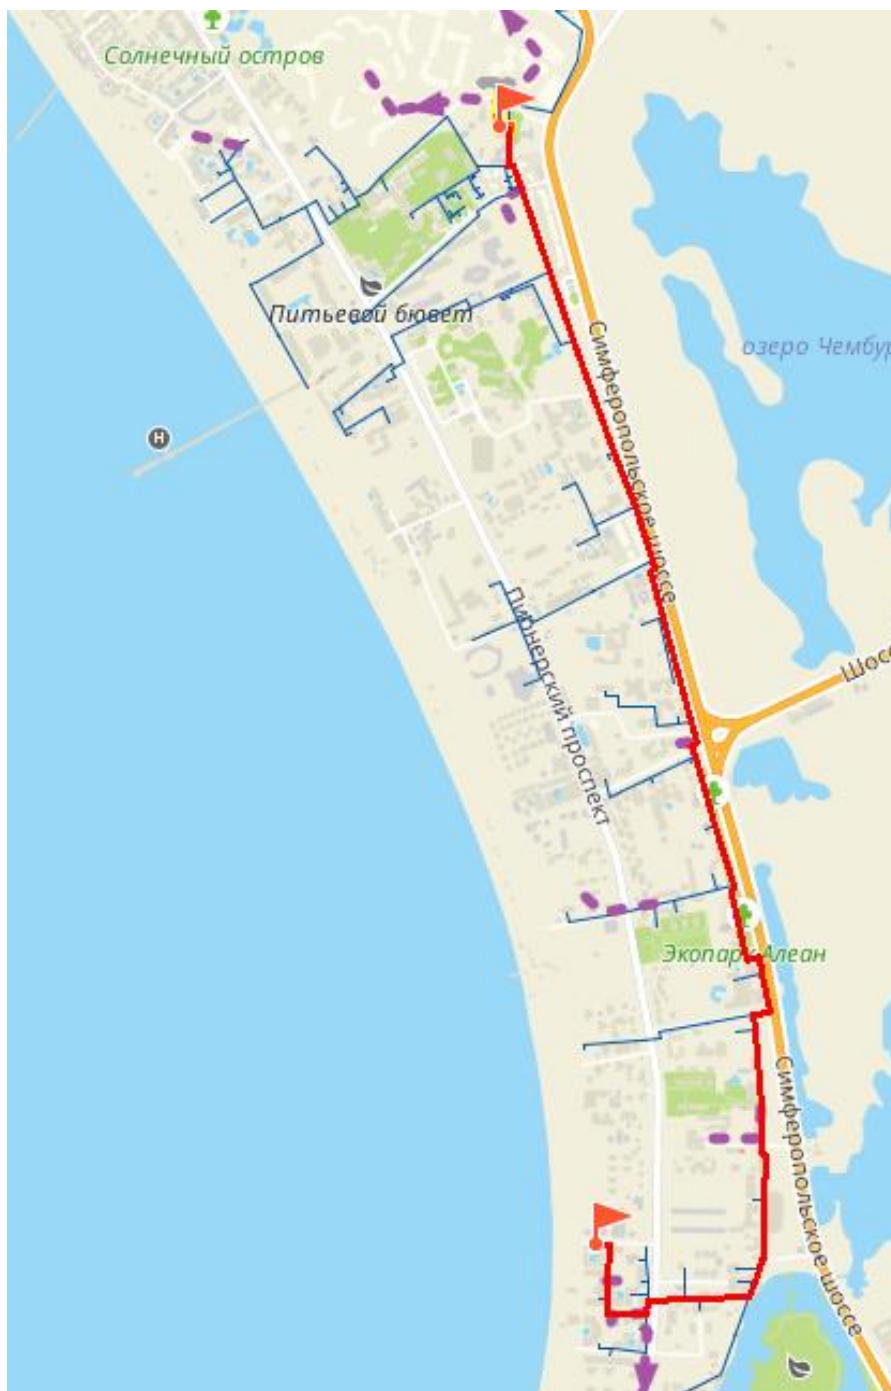 Солнечный остров
Питьевой бювет
озеро Чембур
Симферопольское шоссе
Н
Шосс
Пионерский проспект
Экопарк Алеан
Симферопольское шоссе